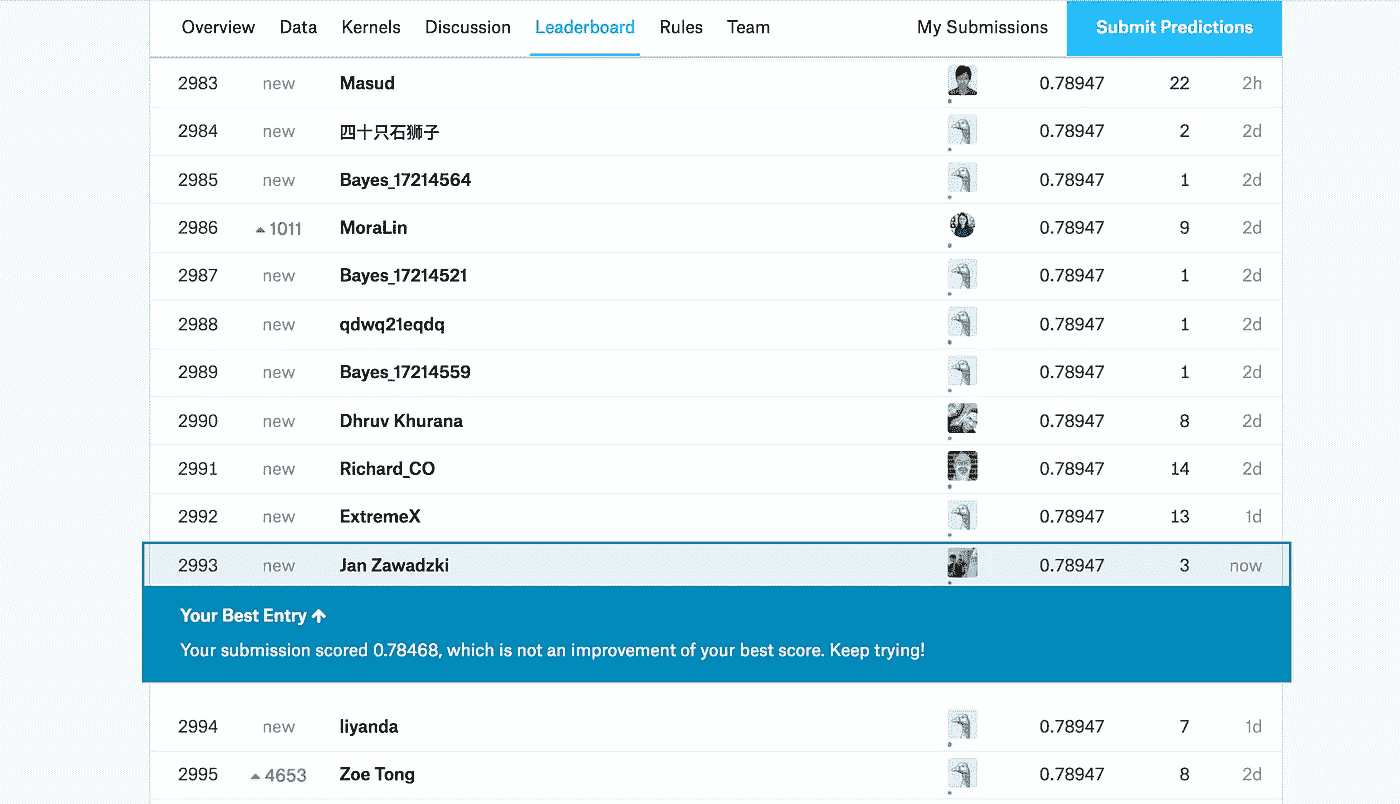 Overview Data Kernels Discussion Leaderboard Rules Team My Submissions Submit Predictions
2983 new Masud 0.78947 22 2h
2984 new 四十只石狮子 0.78947 2 2d
2985 new Bayes_17214564 0.78947 1 2d
2986 1011 MoraLin 0.78947 9 2d
2987 new Bayes_17214521 0.78947 1 2d
2988 new qdwq21eqdq 0.78947 1 2d
2989 new Bayes_17214559 0.78947 1 2d
2990 new Dhruv Khurana 0.78947 8 2d
2991 new Richard_CO 0.78947 14 2d
2992 new ExtremeX 0.78947 13 1d
2993 new Jan Zawadzki 0.78947 3 now
Your Best Entry
Your submission scored 0.78468, which is not an improvement of your best score. Keep trying!
2994 new liyanda 0.78947 7 1d
2995 4653 Zoe Tong 0.78947 8 2d